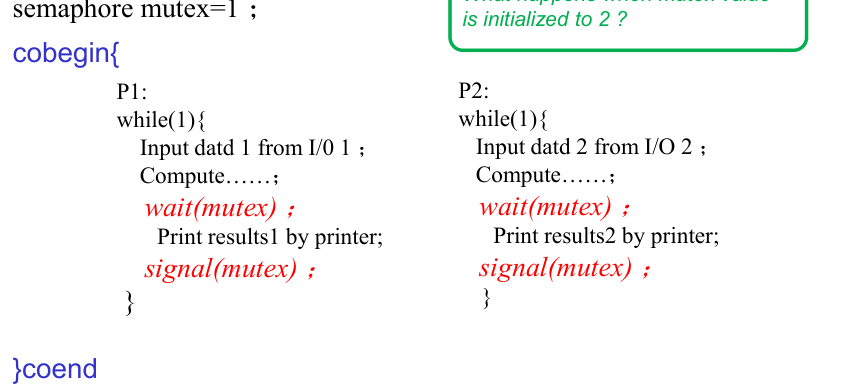 semaphore mutex=1 ；
is initialized to 2 ?
cobegin{
P1:
while(1){
Input datd 1 from I/0 1 ；
Compute……;
wait(mutex) ；
Print results1 by printer;
signal(mutex) ；
}
P2:
while(1){
Input datd 2 from I/O 2 ；
Compute……;
wait(mutex) ；
Print results2 by printer;
signal(mutex) ；
}
}coend